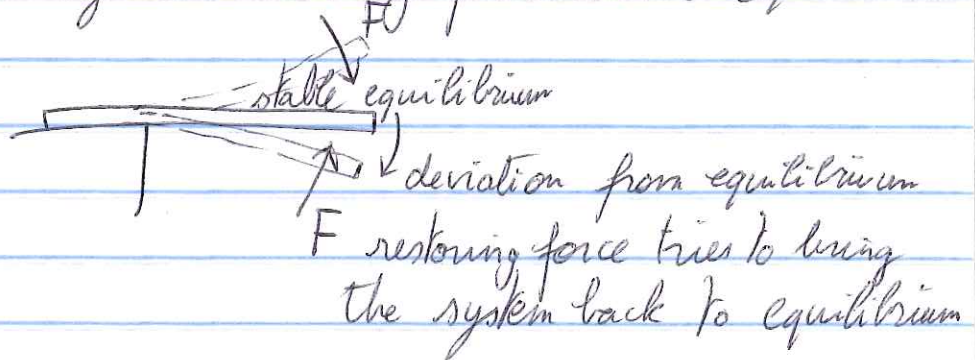 F
stable equilibrium
deviation from equilibrium
F restoring force tries to bring
the system back to equilibrium